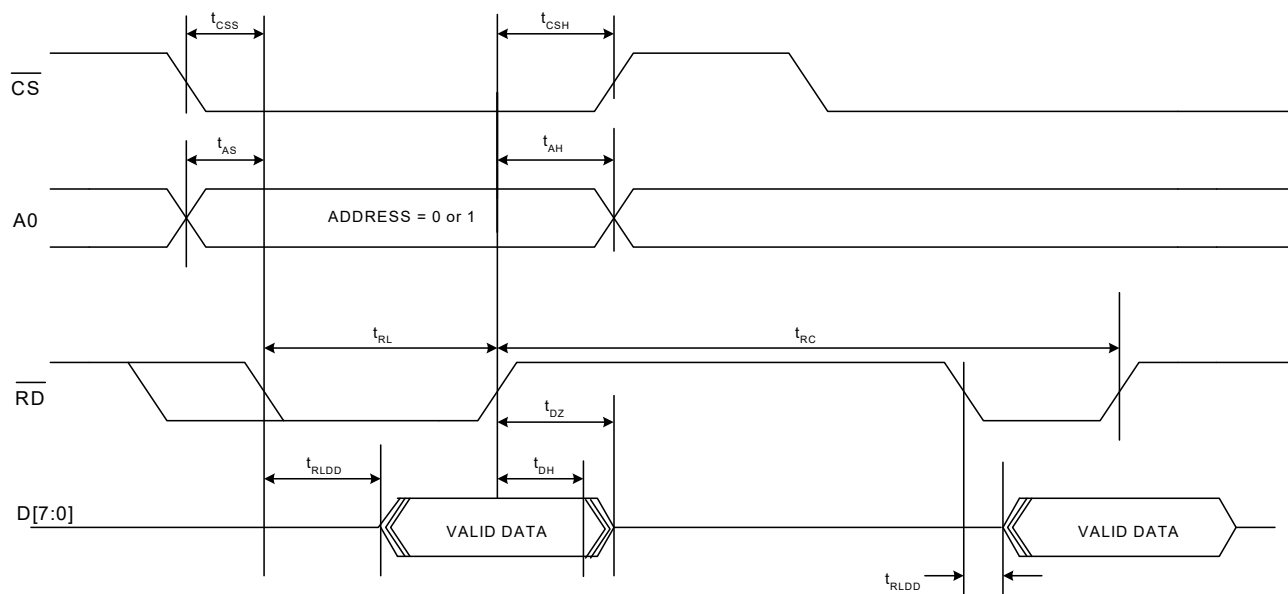 tCSS
tCSH
CS
tAS
tAH
A0
ADDRESS = 0 or 1
tRL
tRC
RD
tDZ
tRLDD
tDH
D[7:0]
VALID DATA
VALID DATA
tRLDD